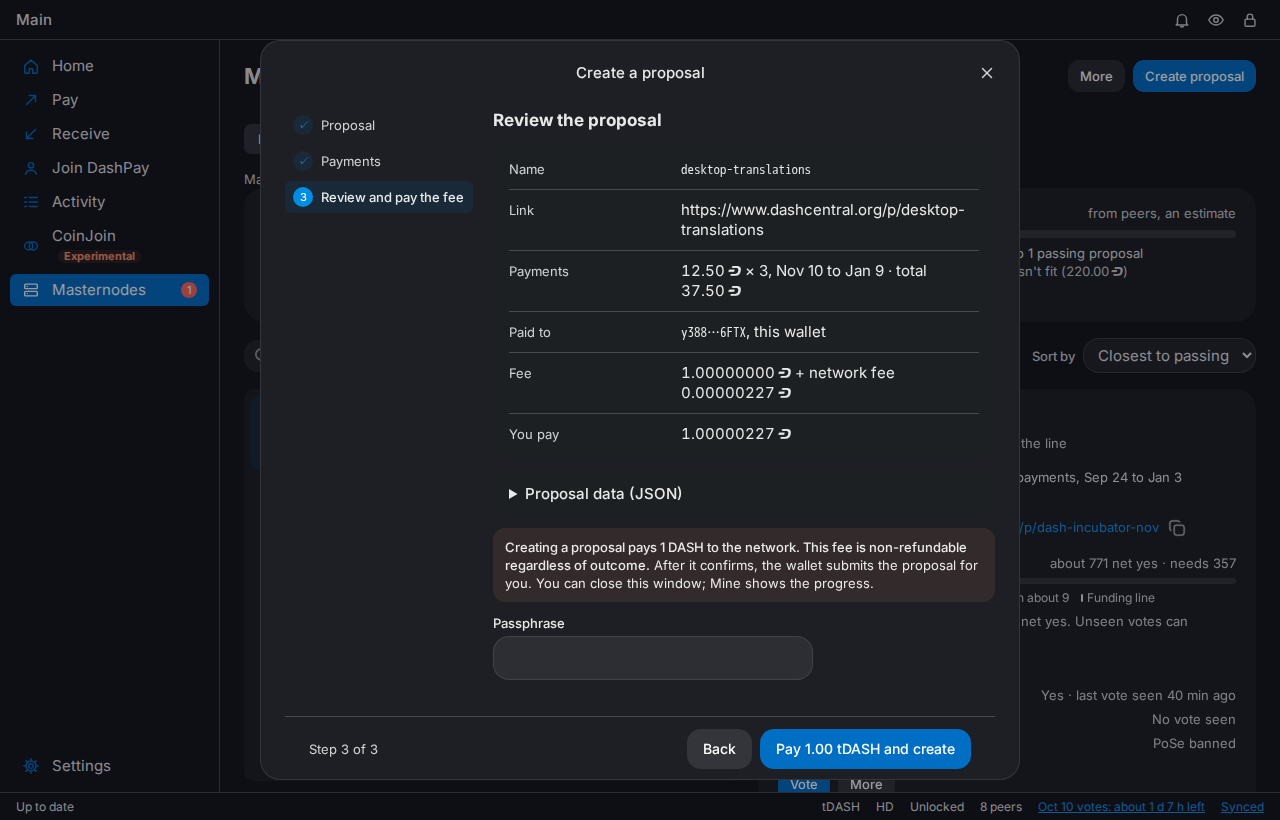 Main
Home
Pay
Receive
Join DashPay
Activity
CoinJoin
Experimental
Masternodes
1
Settings
More
Create proposal
from peers, an estimate
1 passing proposal
fit (220.00
Sort by
Closest to passing
the line
payments, Sep 24 to Jan 3
/p/dash-incubator-nov
about 771 net yes · needs 357
about 9
Funding line
net yes. Unseen votes can
Yes · last vote seen 40 min ago
No vote seen
PoSe banned
Vote
More
Create a proposal
✓ Proposal
✓ Payments
3 Review and pay the fee
Review the proposal
Name desktop-translations
Link https://www.dashcentral.org/p/desktop-
translations
Payments 12.50 × 3, Nov 10 to Jan 9 · total
37.50
Paid to y388…6FTX, this wallet
Fee 1.00000000 + network fee
0.00000227
You pay 1.00000227
Proposal data (JSON)
Creating a proposal pays 1 DASH to the network. This fee is non-refundable
regardless of outcome. After it confirms, the wallet submits the proposal for
you. You can close this window; Mine shows the progress.
Passphrase
Step 3 of 3
Back
Pay 1.00 tDASH and create
Up to date
tDASH
HD
Unlocked
8 peers
Oct 10 votes: about 1 d 7 h left
Synced